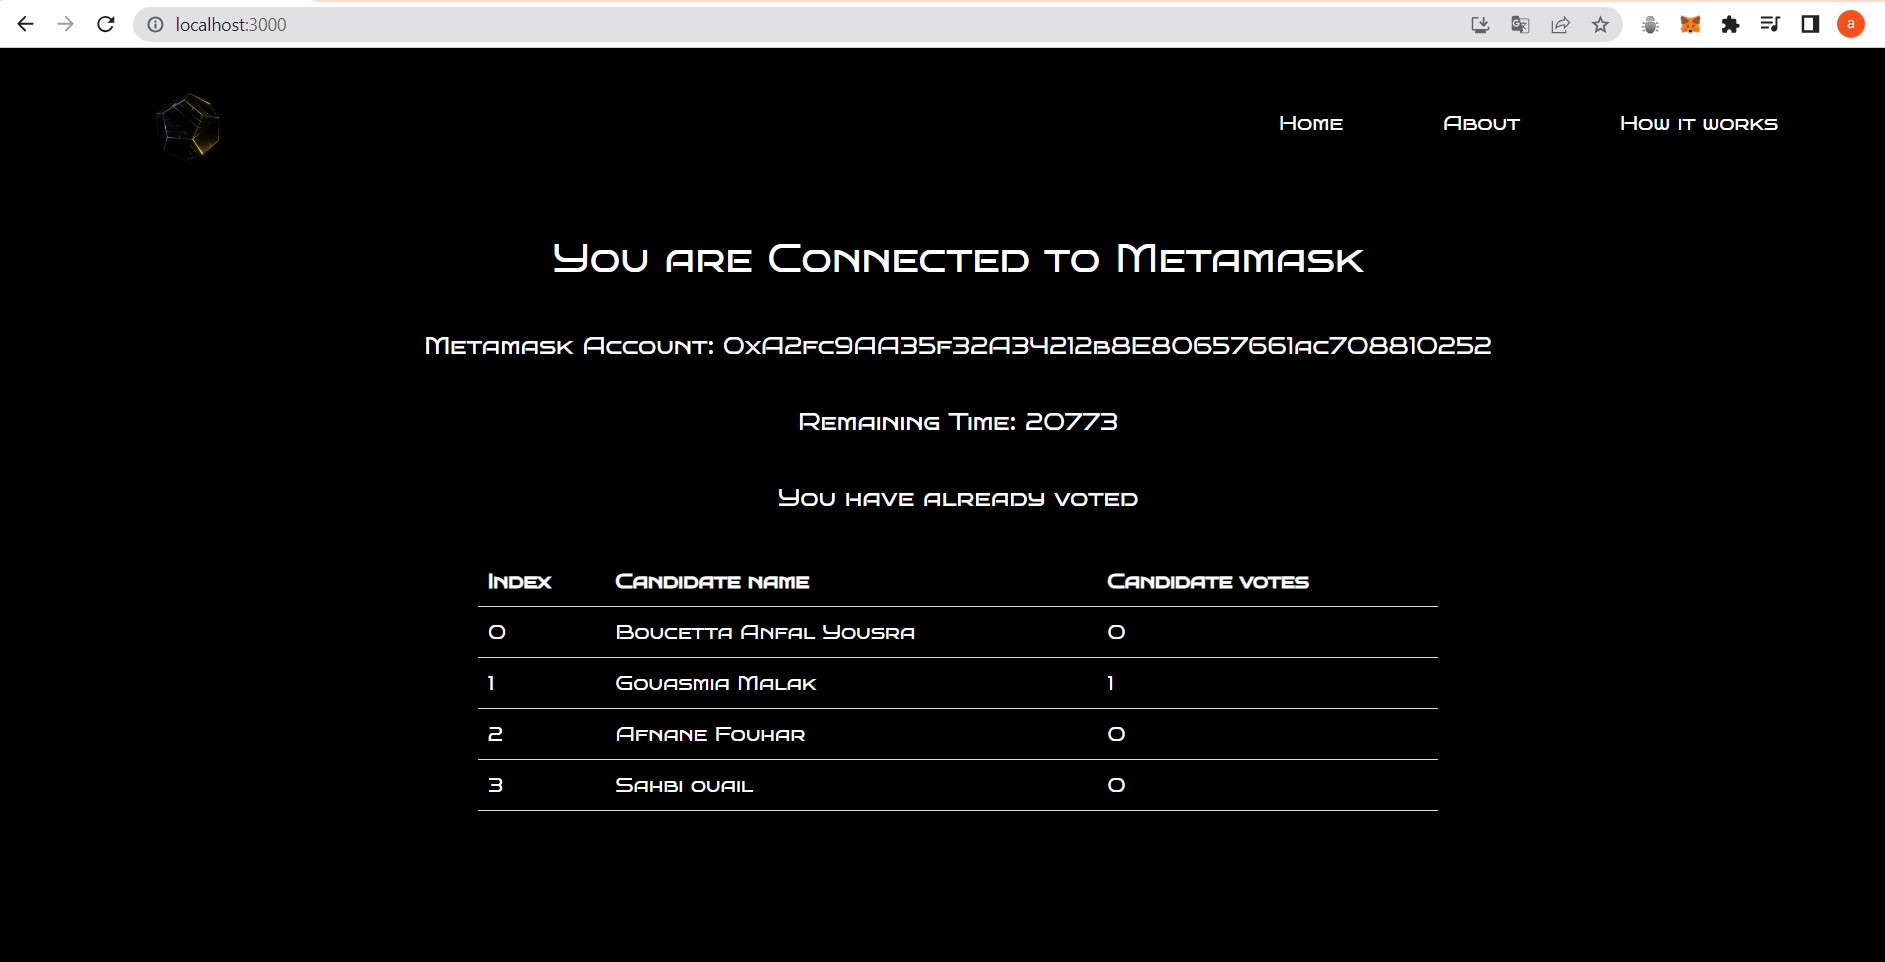 localhost:3000
a
Home About How it works
You are Connected to Metamask
Metamask Account: 0xA2fc9AA35f32A34212b8E80657661ac708810252
Remaining Time: 20773
You have already voted
Index Candidate name Candidate votes
0 Boucetta Anfal Yousra 0
1 Gouasmia Malak 1
2 Afnane Fouhar 0
3 Sahbi ouail 0